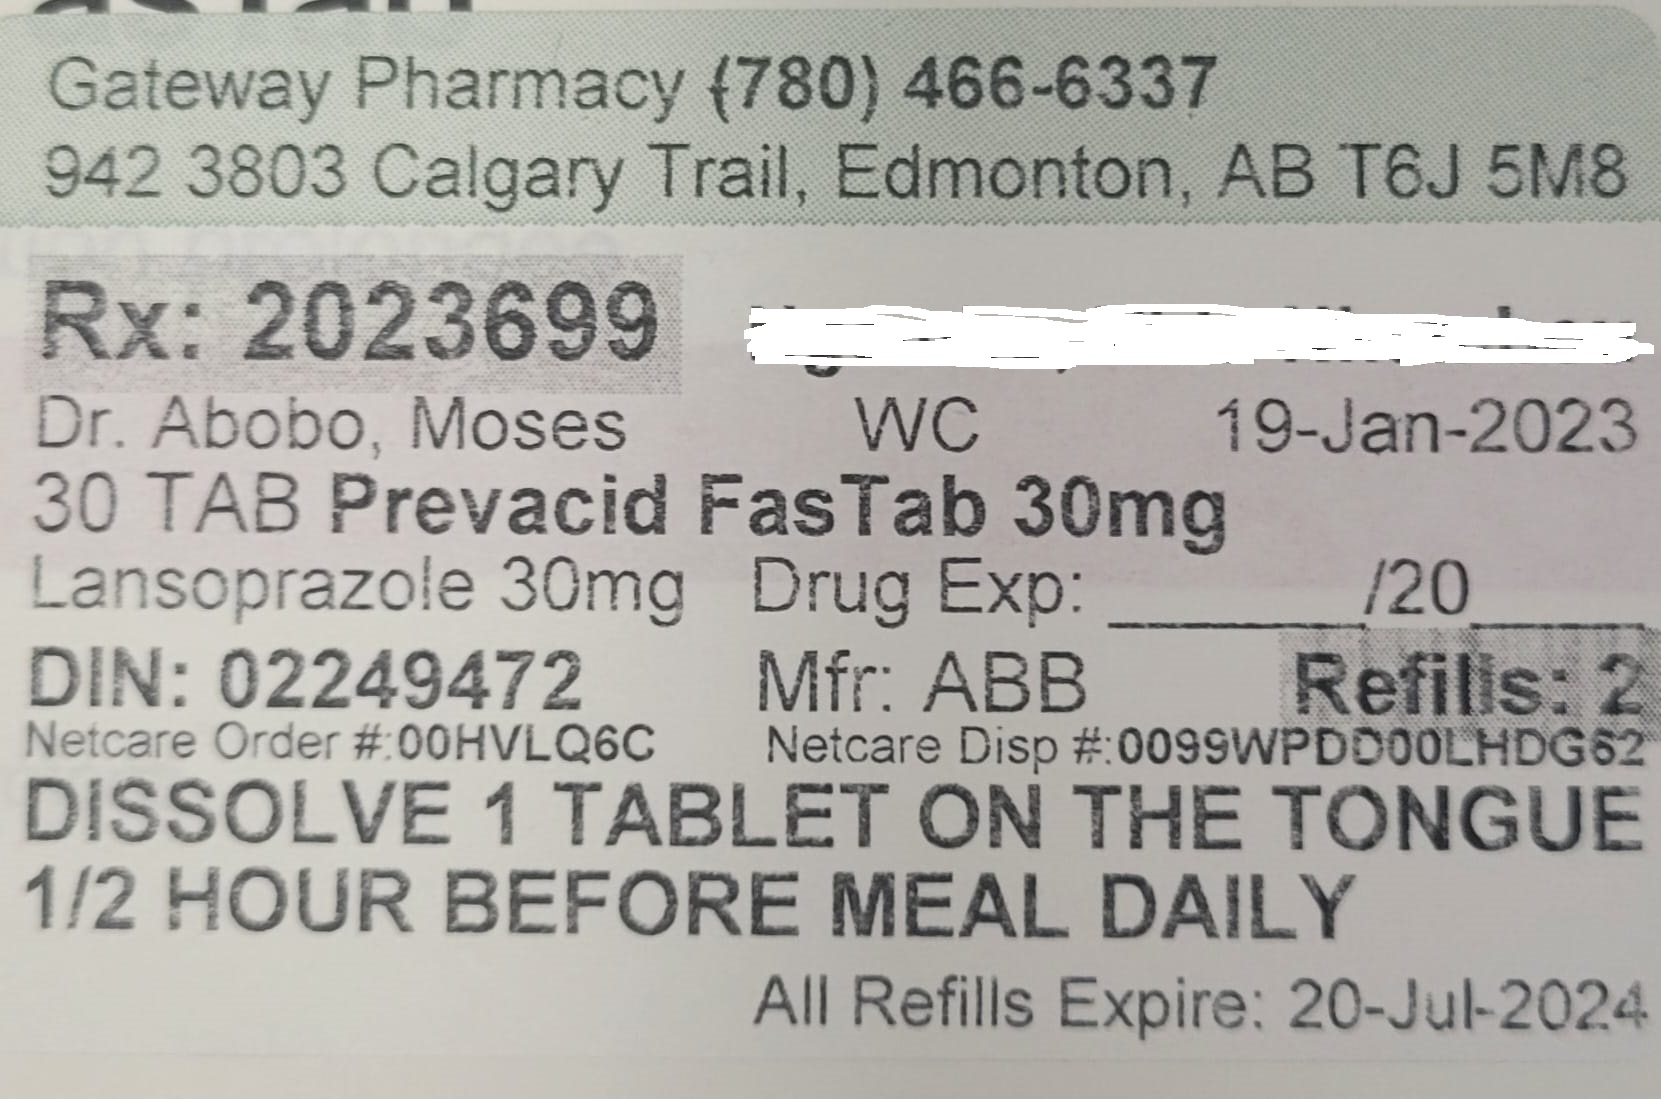 Gateway Pharmacy (780) 466-6337
942 3803 Calgary Trail, Edmonton, AB T6J 5M8
Rx: 2023699
Dr. Abobo, Moses WC 19-Jan-2023
30 TAB Prevacid FasTab 30mg
Lansoprazole 30mg Drug Exp: ______/20____
DIN: 02249472 Mfr: ABB Refills: 2
Netcare Order #:00HVLQ6C Netcare Disp #:0099WPDD00LHDG62
DISSOLVE 1 TABLET ON THE TONGUE
1/2 HOUR BEFORE MEAL DAILY
All Refills Expire: 20-Jul-2024